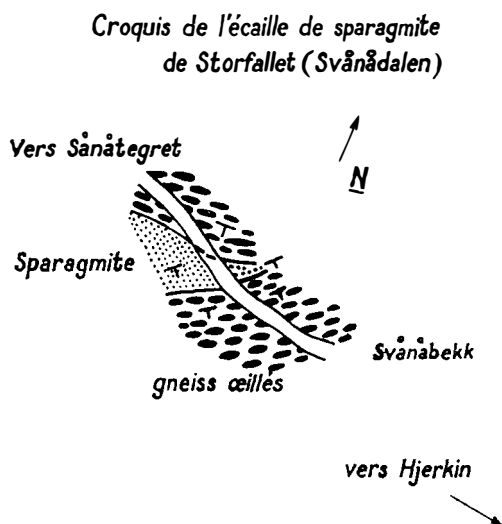 Croquis de l'écaille de sparagmite
de Storfallet (Svånådalen)
N
Vers Sånåtegret
Sparagmite
Svånåbekk
gneiss œillés
vers Hjerkin